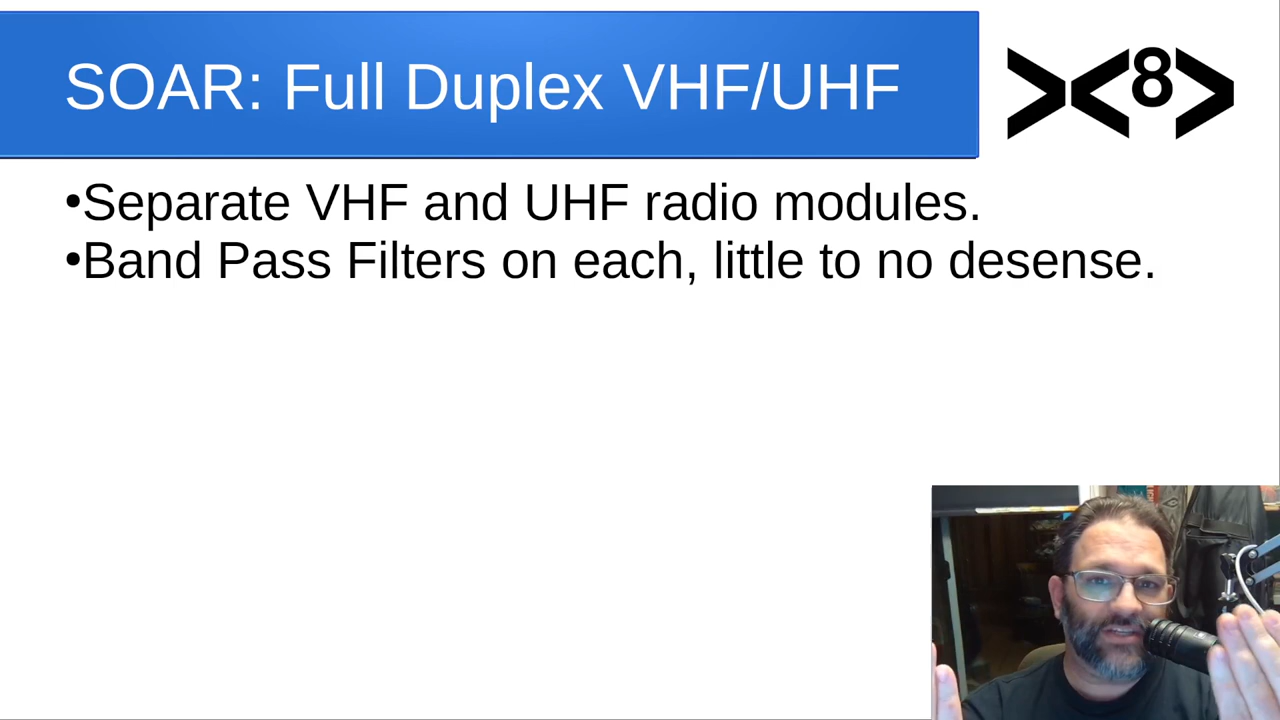 SOAR: Full Duplex VHF/UHF
><8>
•Separate VHF and UHF radio modules.
•Band Pass Filters on each, little to no desense.